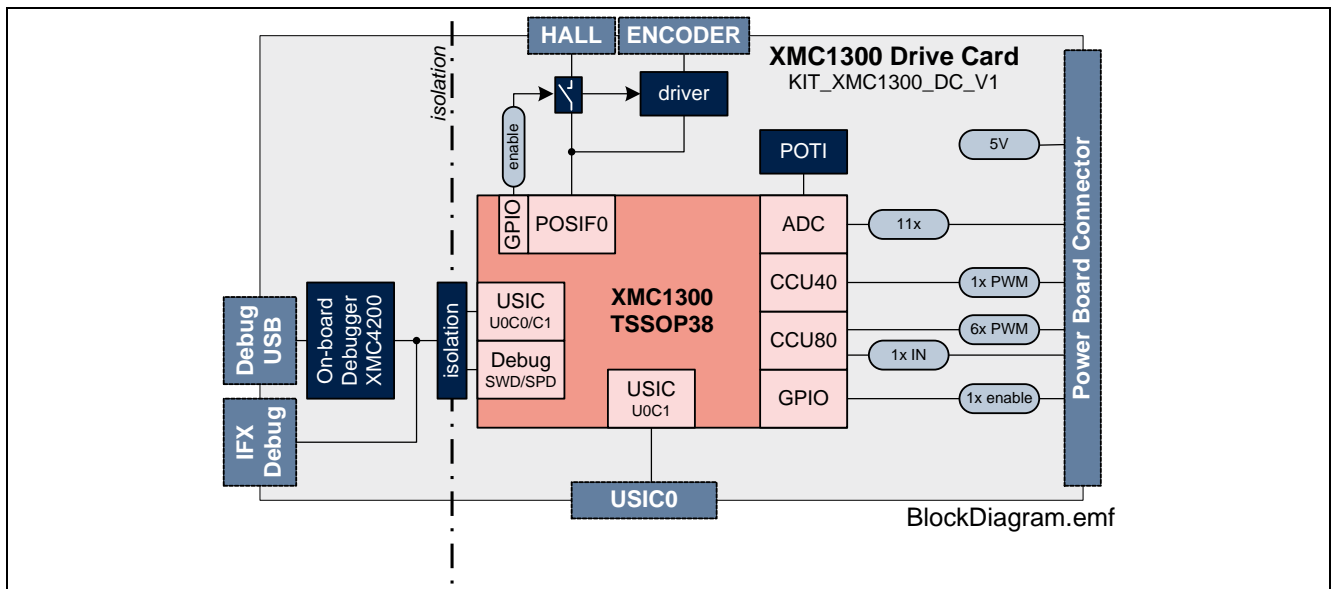 HALL
ENCODER
XMC1300 Drive Card
KIT_XMC1300_DC_V1
isolation
driver
enable
POTI
5V
Power Board Connector
GPIO
POSIF0
ADC
11x
XMC1300
TSSOP38
CCU40
1x PWM
USIC
U0C0/C1
CCU80
6x PWM
1x IN
Debug
USB
On-board
Debugger
XMC4200
isolation
Debug
SWD/SPD
USIC
U0C1
GPIO
1x enable
IFX
Debug
USIC0
BlockDiagram.emf